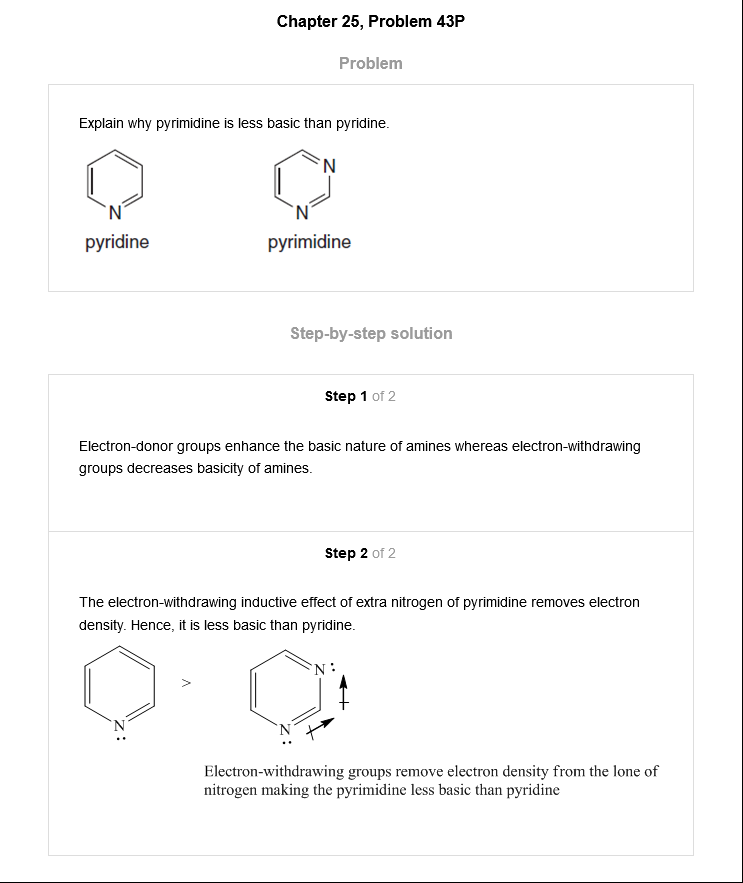 Chapter 25, Problem 43P
Problem
Explain why pyrimidine is less basic than pyridine.
N
N
N
pyridine
pyrimidine
Step-by-step solution
Step 1 of 2
Electron-donor groups enhance the basic nature of amines whereas electron-withdrawing
groups decreases basicity of amines.
Step 2 of 2
The electron-withdrawing inductive effect of extra nitrogen of pyrimidine removes electron
density. Hence, it is less basic than pyridine.
N
>
N
N
Electron-withdrawing groups remove electron density from the lone of
nitrogen making the pyrimidine less basic than pyridine